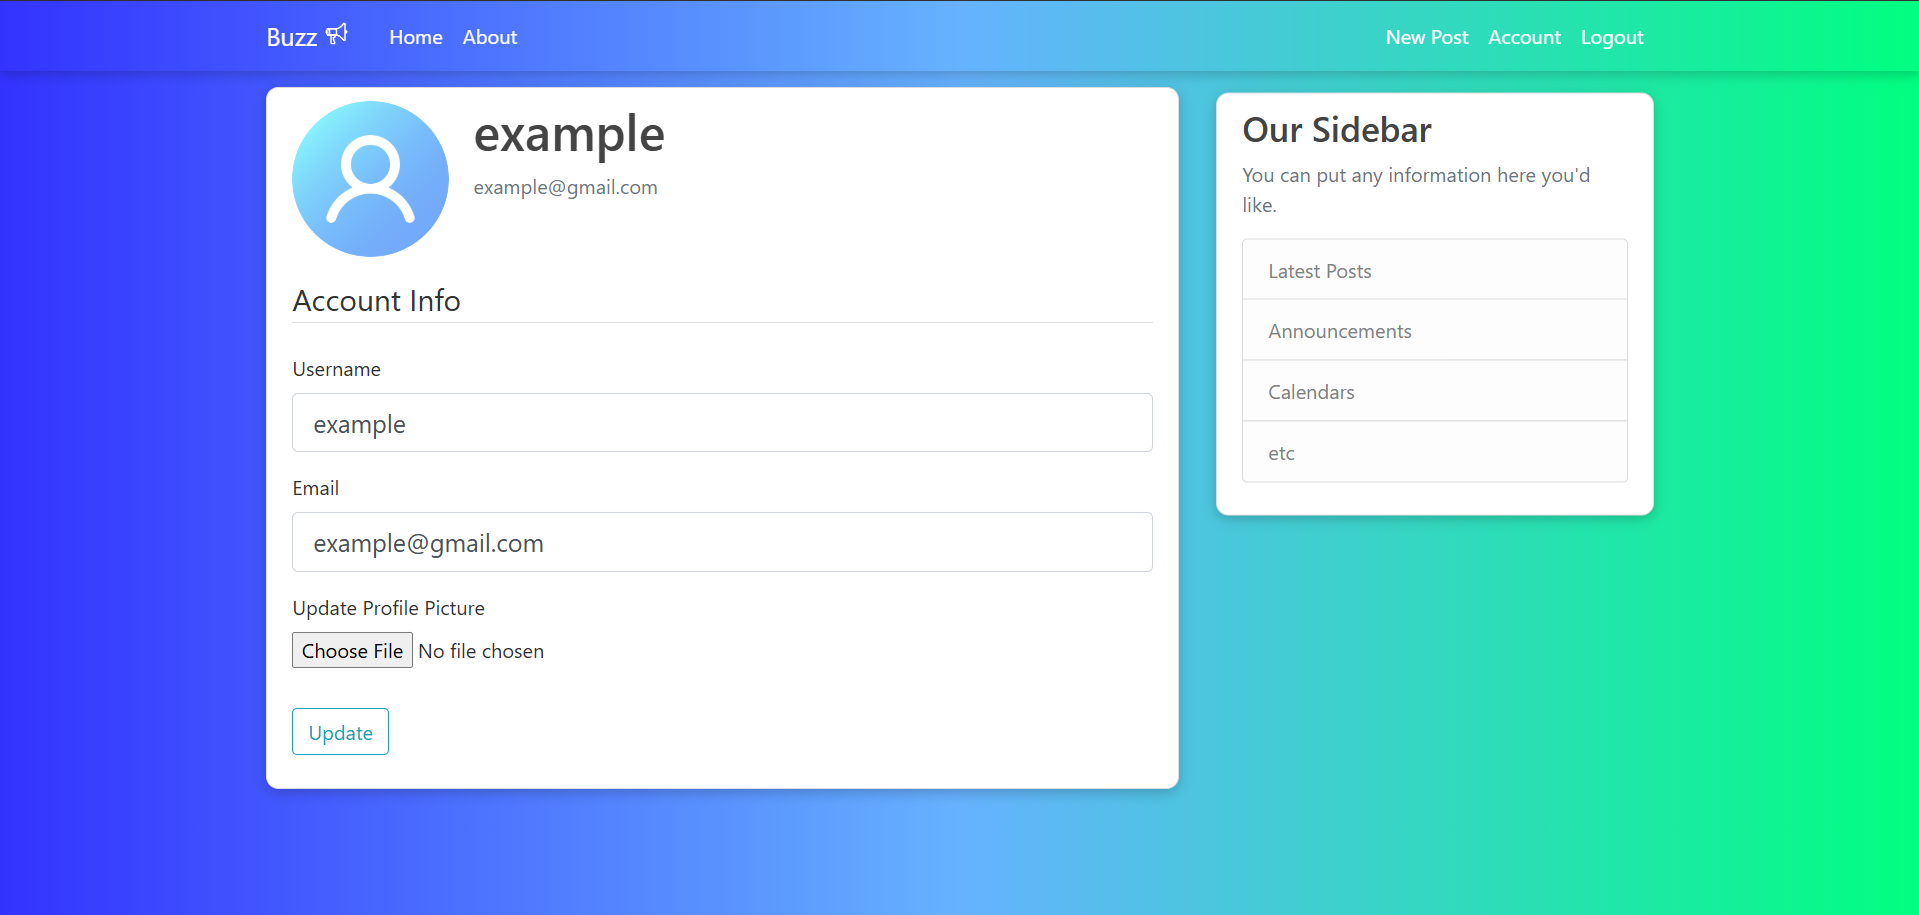 Buzz Home About New Post Account Logout
example
example@gmail.com
Account Info
Username
example
Email
example@gmail.com
Update Profile Picture
Choose File No file chosen
Update
Our Sidebar
You can put any information here you'd
like.
Latest Posts
Announcements
Calendars
etc